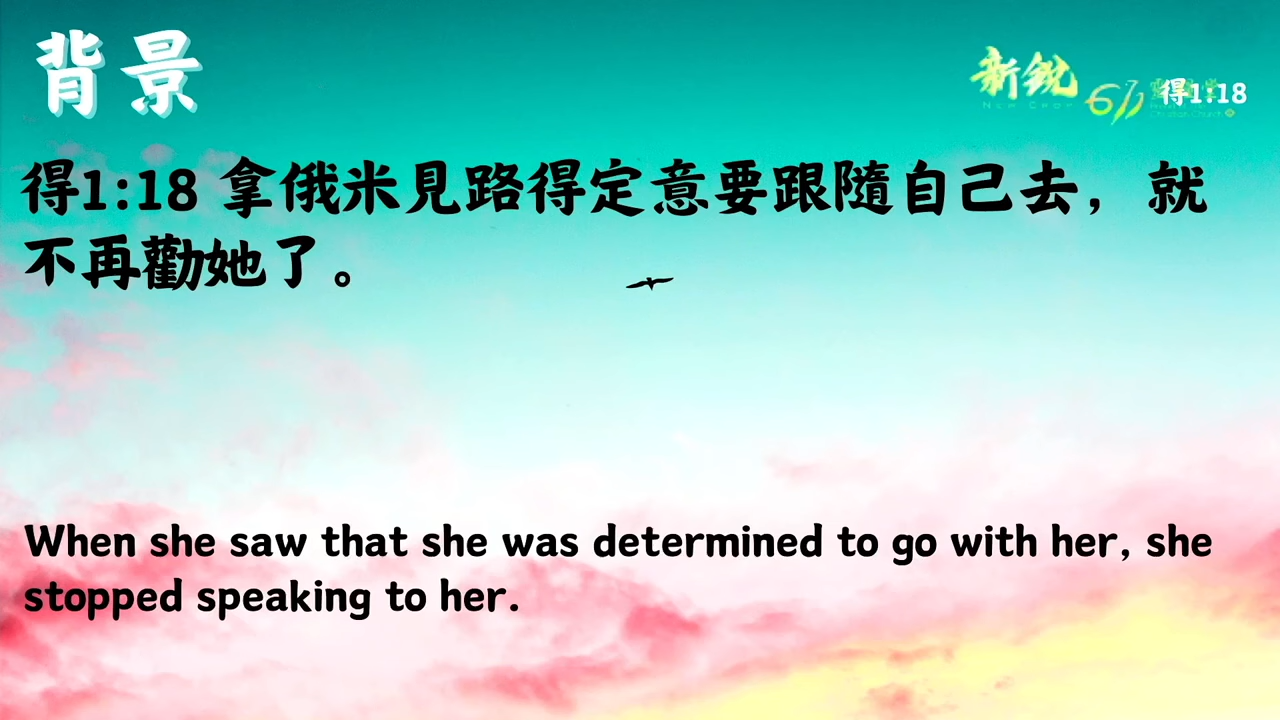 背景
新銳
得1:18
得1:18 拿俄米見路得定意要跟隨自己去，就
不再勸她了。
When she saw that she was determined to go with her, she
stopped speaking to her.